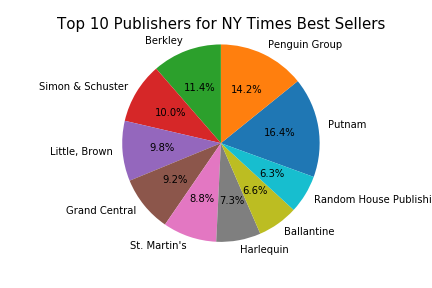 Top 10 Publishers for NY Times Best Sellers
Berkley
Penguin Group
11.4%
14.2%
Simon & Schuster
10.0%
Putnam
16.4%
Little, Brown
9.8%
Grand Central
9.2%
6.3%
Random House Publishi
8.8%
7.3%
6.6%
Ballantine
St. Martin's
Harlequin